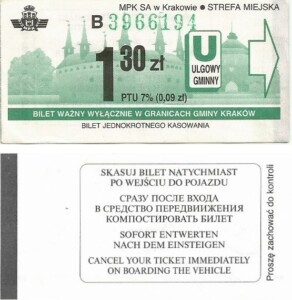 MPK SA w Krakowie • STREFA MIEJSKA
B 3966194
1 30 zł
U
ULGOWY
GMINNY
PTU 7% (0,09 zł)
BILET WAŻNY WYŁĄCZNIE W GRANICACH GMINY KRAKÓW
BILET JEDNOKROTNEGO KASOWANIA
SKASUJ BILET NATYCHMIAST
PO WEJŚCIU DO POJAZDU
СРАЗУ ПОСЛЕ ВХОДА
В СРЕДСТВО ПЕРЕДВИЖЕНИЯ
КОМПОСТИРОВАТЬ БИЛЕТ
SOFORT ENTWERTEN
NACH DEM EINSTEIGEN
CANCEL YOUR TICKET IMMEDIATELY
ON BOARDING THE VEHICLE
Proszę zachować do kontroli